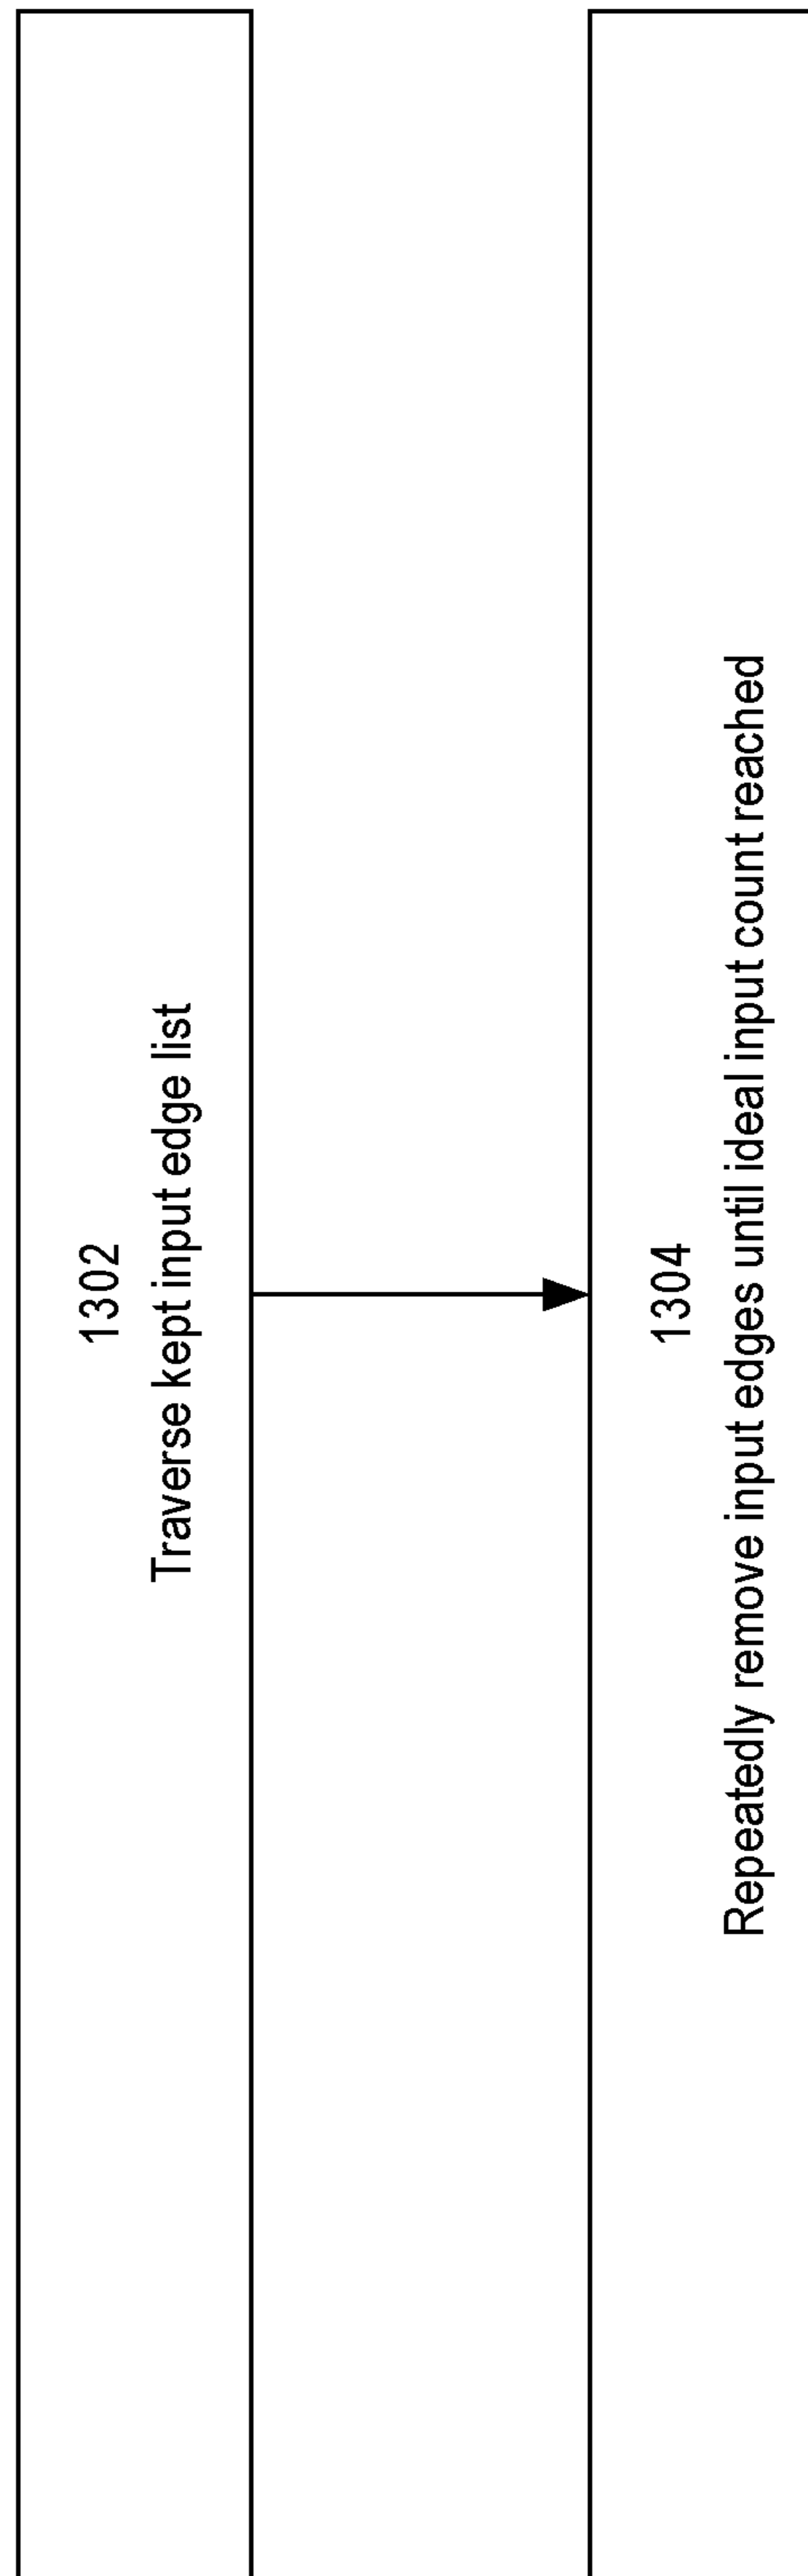 1302
Traverse kept input edge list
1304
Repeatedly remove input edges until ideal input count reached